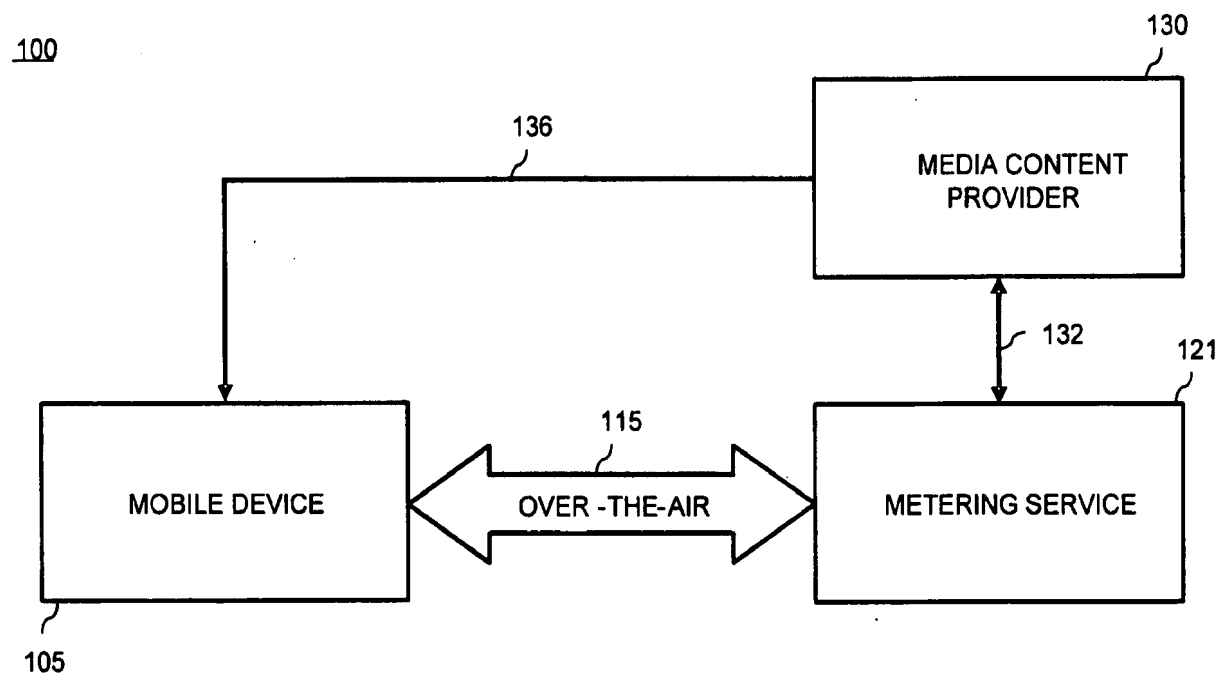 100
130
136
MEDIA CONTENT
PROVIDER
132
121
115
MOBILE DEVICE
OVER -THE-AIR
METERING SERVICE
105